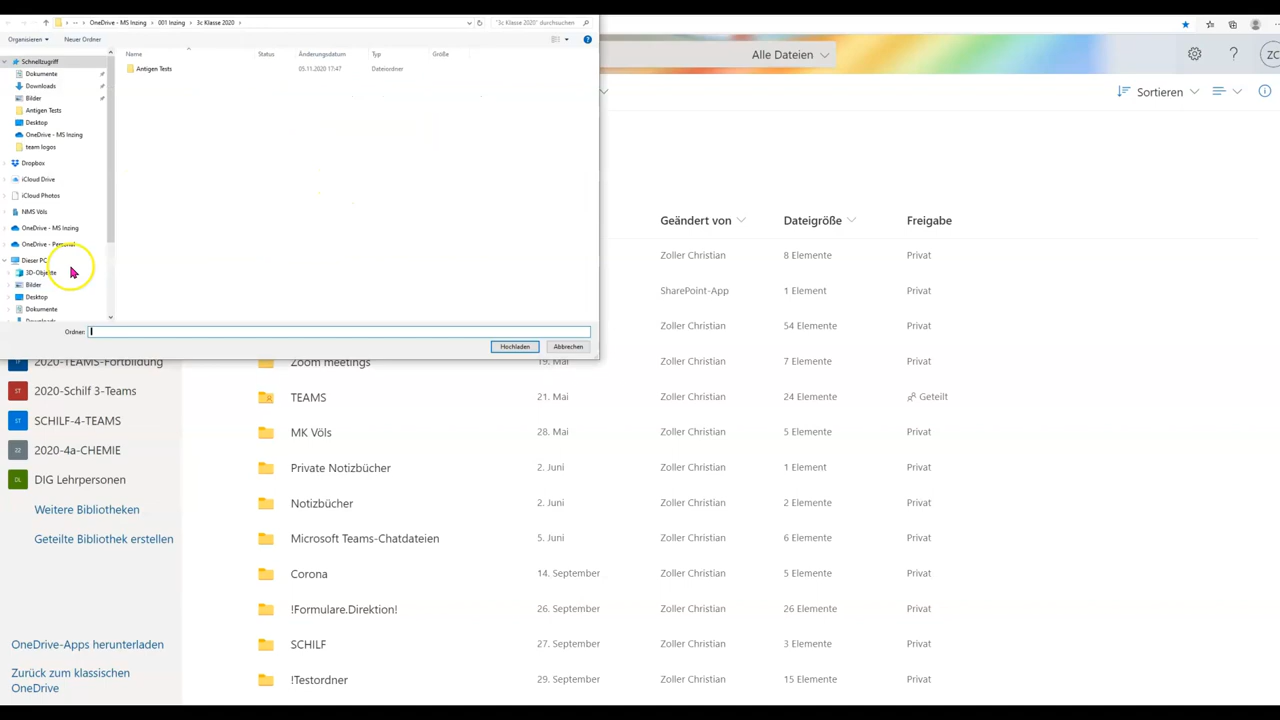 OneDrive - MS Inzing › 001 Inzing › 3c Klasse 2020 ›
"3c Klasse 2020" durchsuchen
Organisieren
Neuer Ordner
Schnellzugriff
Dokumente
Downloads
Bilder
Antigen Tests
Desktop
OneDrive - MS Inzing
team logos
Dropbox
iCloud Drive
iCloud Photos
NMS Völs
OneDrive - MS Inzing
OneDrive - Personal
Dieser PC
3D-Objekte
Bilder
Desktop
Dokumente
Downloads
Name Status Änderungsdatum Typ Größe
Antigen Tests 05.11.2020 17:47 Dateiordner
Ordner:
Hochladen Abbrechen
Alle Dateien
ZC
Sortieren
Geändert von Dateigröße Freigabe
Zoller Christian 8 Elemente Privat
SharePoint-App 1 Element Privat
Zoller Christian 54 Elemente Privat
Zoom meetings 19. Mai Zoller Christian 7 Elemente Privat
TEAMS 21. Mai Zoller Christian 24 Elemente Geteilt
MK Völs 28. Mai Zoller Christian 5 Elemente Privat
Private Notizbücher 2. Juni Zoller Christian 1 Element Privat
Notizbücher 2. Juni Zoller Christian 2 Elemente Privat
Microsoft Teams-Chatdateien 5. Juni Zoller Christian 6 Elemente Privat
Corona 14. September Zoller Christian 5 Elemente Privat
!Formulare.Direktion! 26. September Zoller Christian 26 Elemente Privat
SCHILF 27. September Zoller Christian 3 Elemente Privat
!Testordner 29. September Zoller Christian 15 Elemente Privat
2020-TEAMS-Fortbildung
ST 2020-Schilf 3-Teams
ST SCHILF-4-TEAMS
22 2020-4a-CHEMIE
DL DIG Lehrpersonen
Weitere Bibliotheken
Geteilte Bibliothek erstellen
OneDrive-Apps herunterladen
Zurück zum klassischen
OneDrive